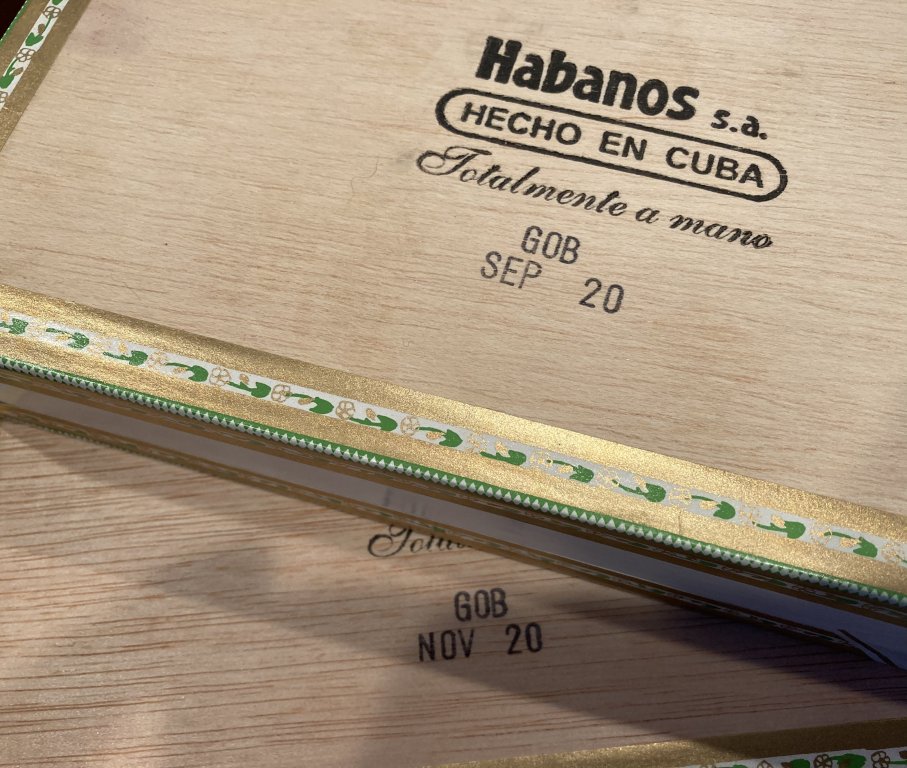 Habanos s.a.
HECHO EN CUBA
Totalmente a mano
GOB
SEP 20
GOB
NOV 20